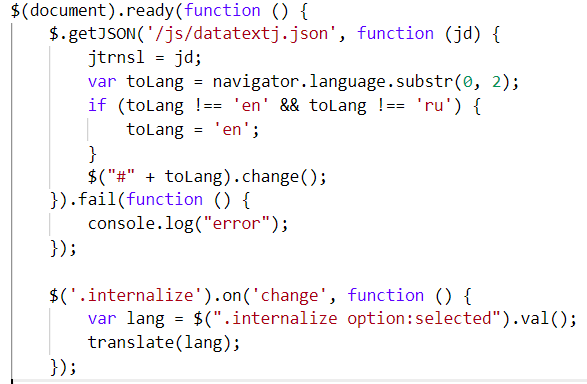 $(document).ready(function () {
    $.getJSON('/js/datatextj.json', function (jd) {
        jtrnsl = jd;
        var toLang = navigator.language.substr(0, 2);
        if (toLang !== 'en' && toLang !== 'ru') {
            toLang = 'en';
        }
        $("#" + toLang).change();
    }).fail(function () {
        console.log("error");
    });

    $('.internalize').on('change', function () {
        var lang = $(".internalize option:selected").val();
        translate(lang);
    });